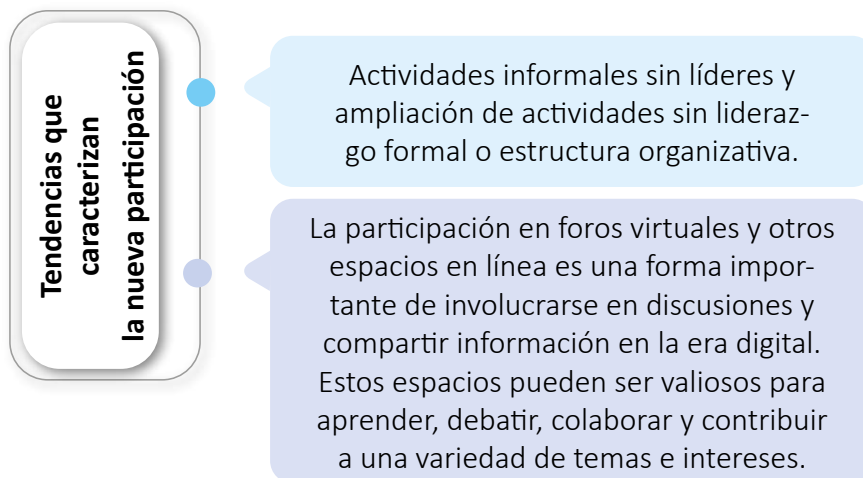 Tendencias que
caracterizan
la nueva participación
Actividades informales sin líderes y
ampliación de actividades sin lideraz-
go formal o estructura organizativa.
La participación en foros virtuales y otros
espacios en línea es una forma impor-
tante de involucrarse en discusiones y
compartir información en la era digital.
Estos espacios pueden ser valiosos para
aprender, debatir, colaborar y contribuir
a una variedad de temas e intereses.